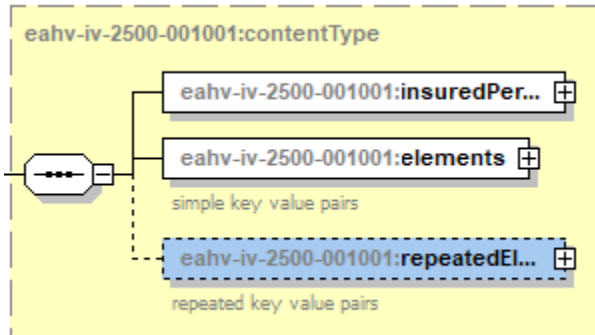 eahv-iv-2500-001001:contentType
eahv-iv-2500-001001:insuredPer...
eahv-iv-2500-001001:elements
simple key value pairs
eahv-iv-2500-001001:repeatedEl...
repeated key value pairs